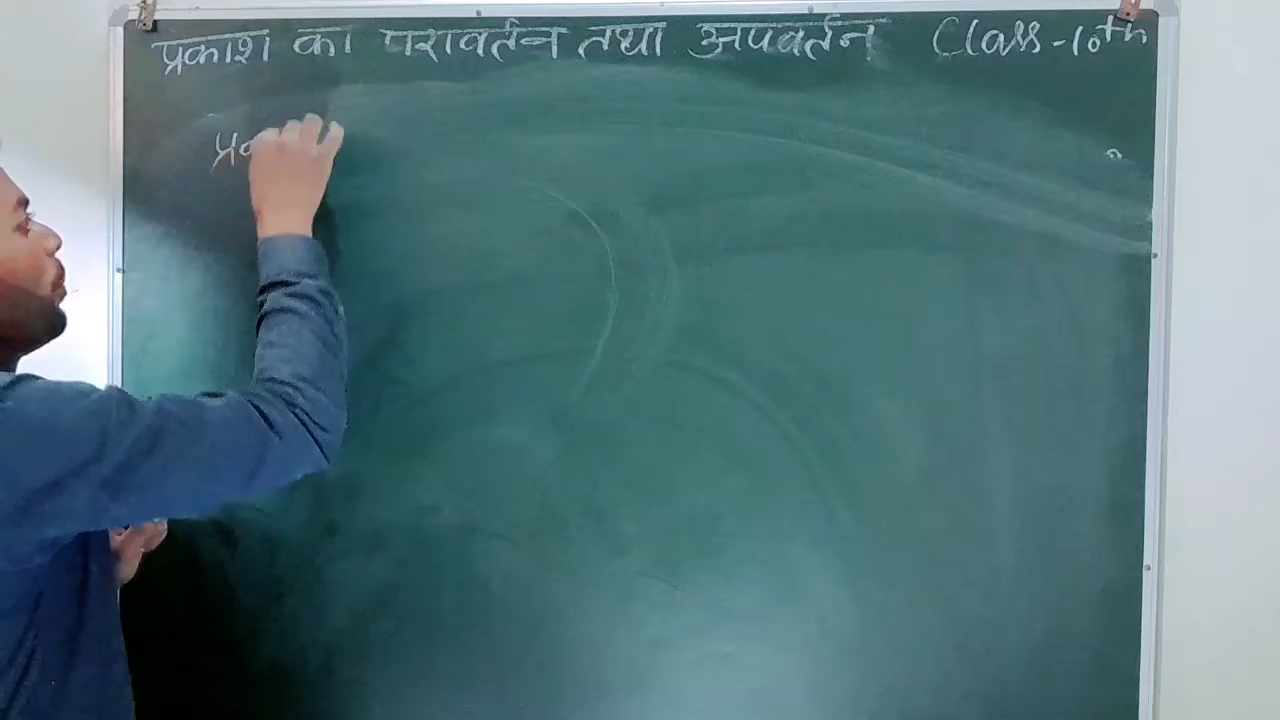 प्रकाश का परावर्तन तथा अपवर्तन Class-10th